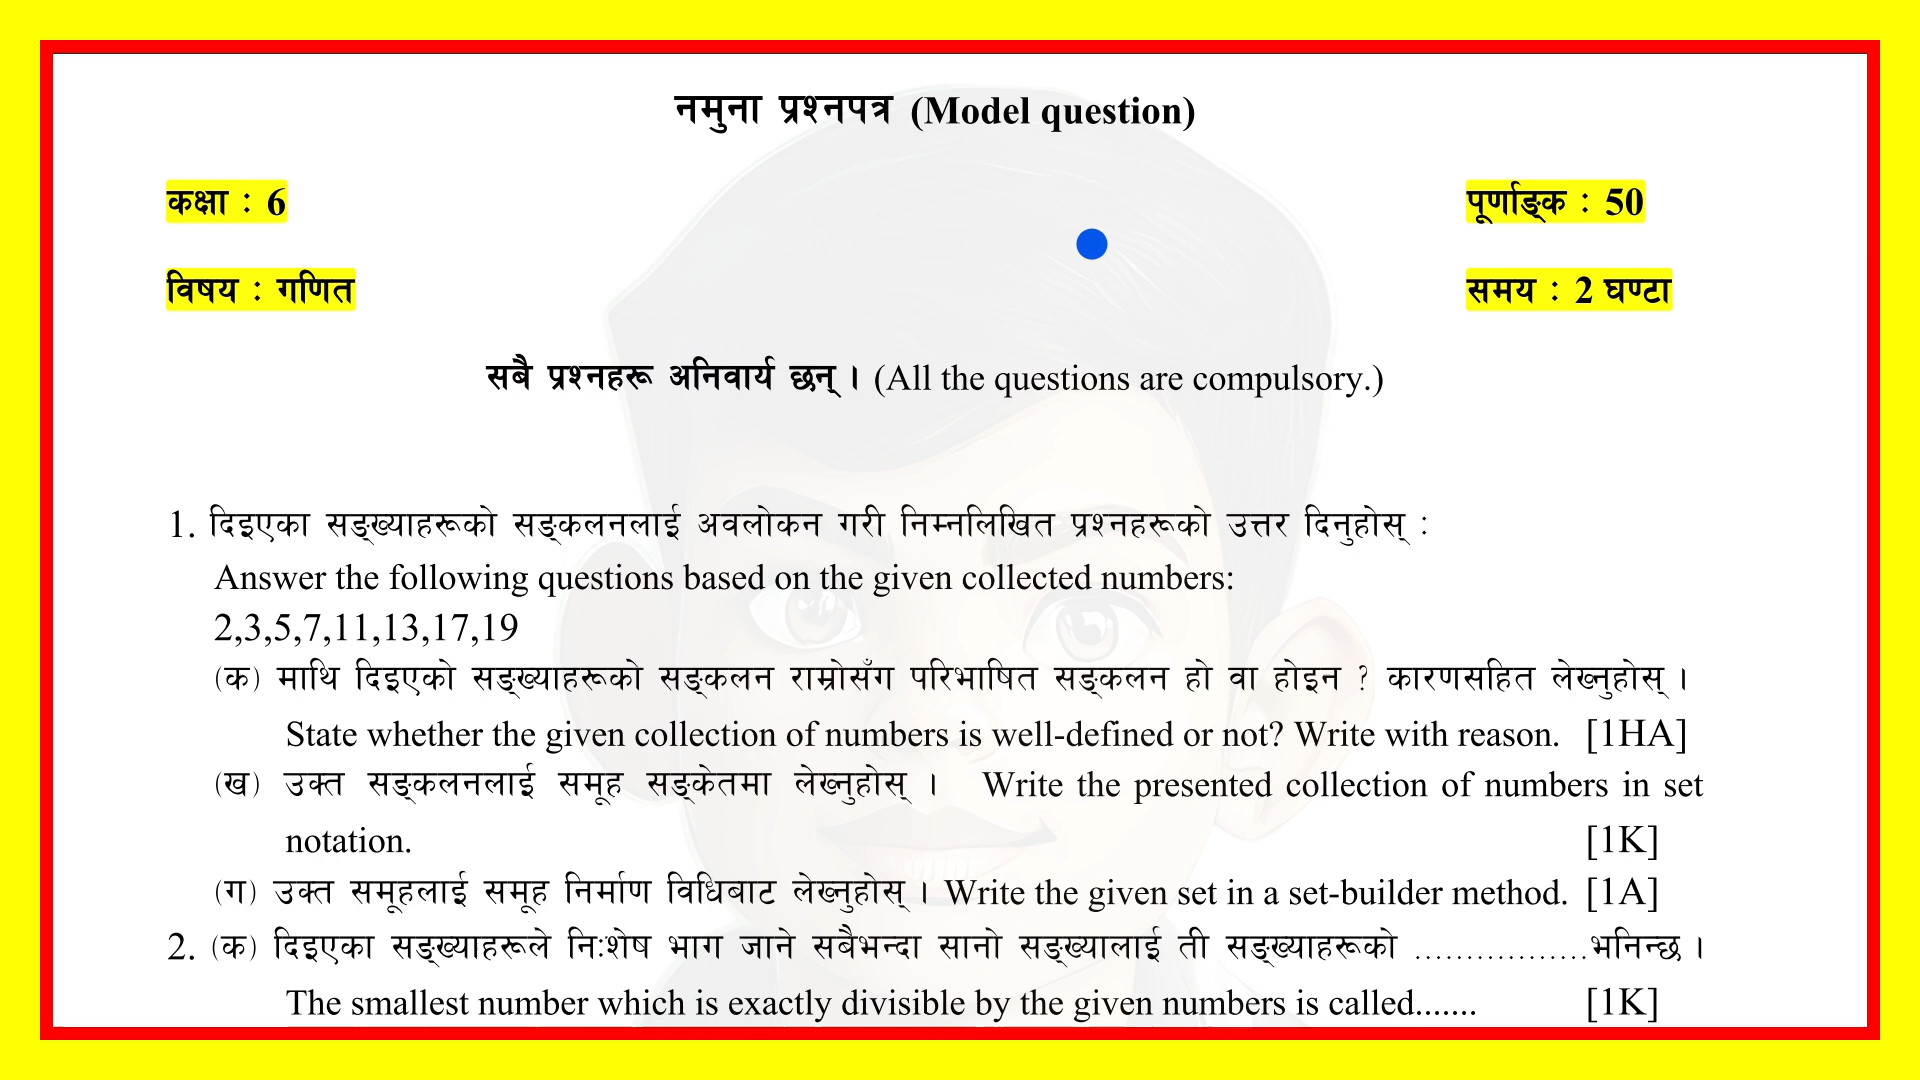 नमुना प्रश्नपत्र (Model question)
कक्षा : 6
पूर्णाङ्क : 50
विषय : गणित
समय : 2 घण्टा
सबै प्रश्नहरू अनिवार्य छन् । (All the questions are compulsory.)
1. दिइएका सङ्ख्याहरूको सङ्कलनलाई अवलोकन गरी निम्नलिखित प्रश्नहरूको उत्तर दिनुहोस् :
Answer the following questions based on the given collected numbers:
2,3,5,7,11,13,17,19
(क) माथि दिइएको सङ्ख्याहरूको सङ्कलन राम्रोसँग परिभाषित सङ्कलन हो वा होइन ? कारणसहित लेख्नुहोस् ।
State whether the given collection of numbers is well-defined or not? Write with reason. [1HA]
(ख) उक्त सङ्कलनलाई समूह सङ्केतमा लेख्नुहोस् । Write the presented collection of numbers in set
notation. [1K]
(ग) उक्त समूहलाई समूह निर्माण विधिबाट लेख्नुहोस् । Write the given set in a set-builder method. [1A]
2. (क) दिइएका सङ्ख्याहरूले नि:शेष भाग जाने सबैभन्दा सानो सङ्ख्यालाई ती सङ्ख्याहरूको .................भनिन्छ ।
The smallest number which is exactly divisible by the given numbers is called....... [1K]